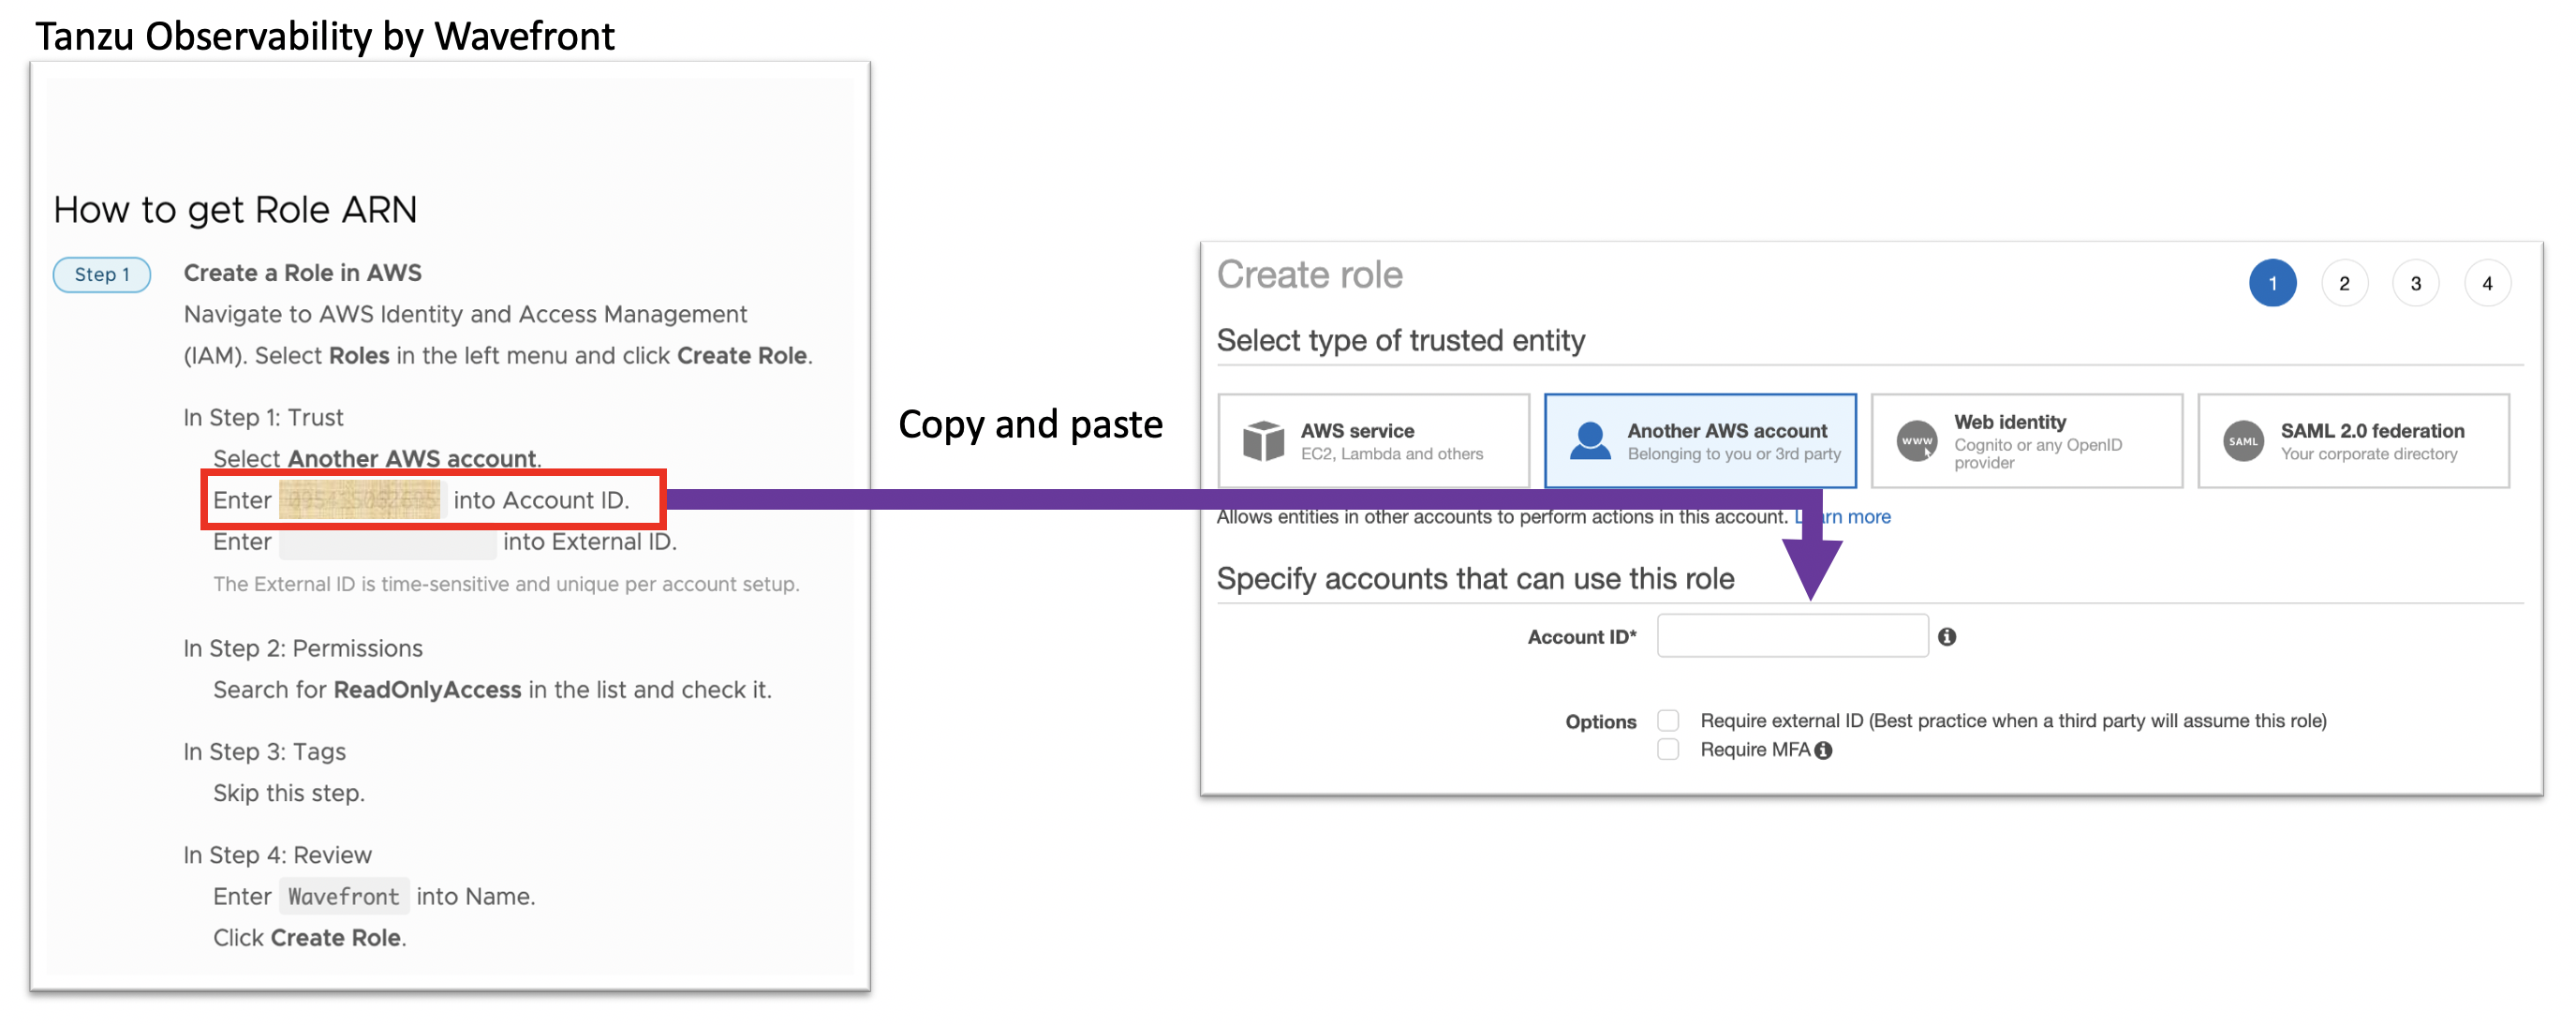 Tanzu Observability by Wavefront
How to get Role ARN
Step 1
Create a Role in AWS
Navigate to AWS Identity and Access Management
(IAM). Select Roles in the left menu and click Create Role.
In Step 1: Trust
Select Another AWS account.
Enter into Account ID.
Enter into External ID.
The External ID is time-sensitive and unique per account setup.
In Step 2: Permissions
Search for ReadOnlyAccess in the list and check it.
In Step 3: Tags
Skip this step.
In Step 4: Review
Enter Wavefront into Name.
Click Create Role.
Copy and paste
Create role
1 2 3 4
Select type of trusted entity
AWS service
EC2, Lambda and others
Another AWS account
Belonging to you or 3rd party
www
Web identity
Cognito or any OpenID
provider
SAML
SAML 2.0 federation
Your corporate directory
Allows entities in other accounts to perform actions in this account. more
Specify accounts that can use this role
Account ID*
Options
Require external ID (Best practice when a third party will assume this role)
Require MFA